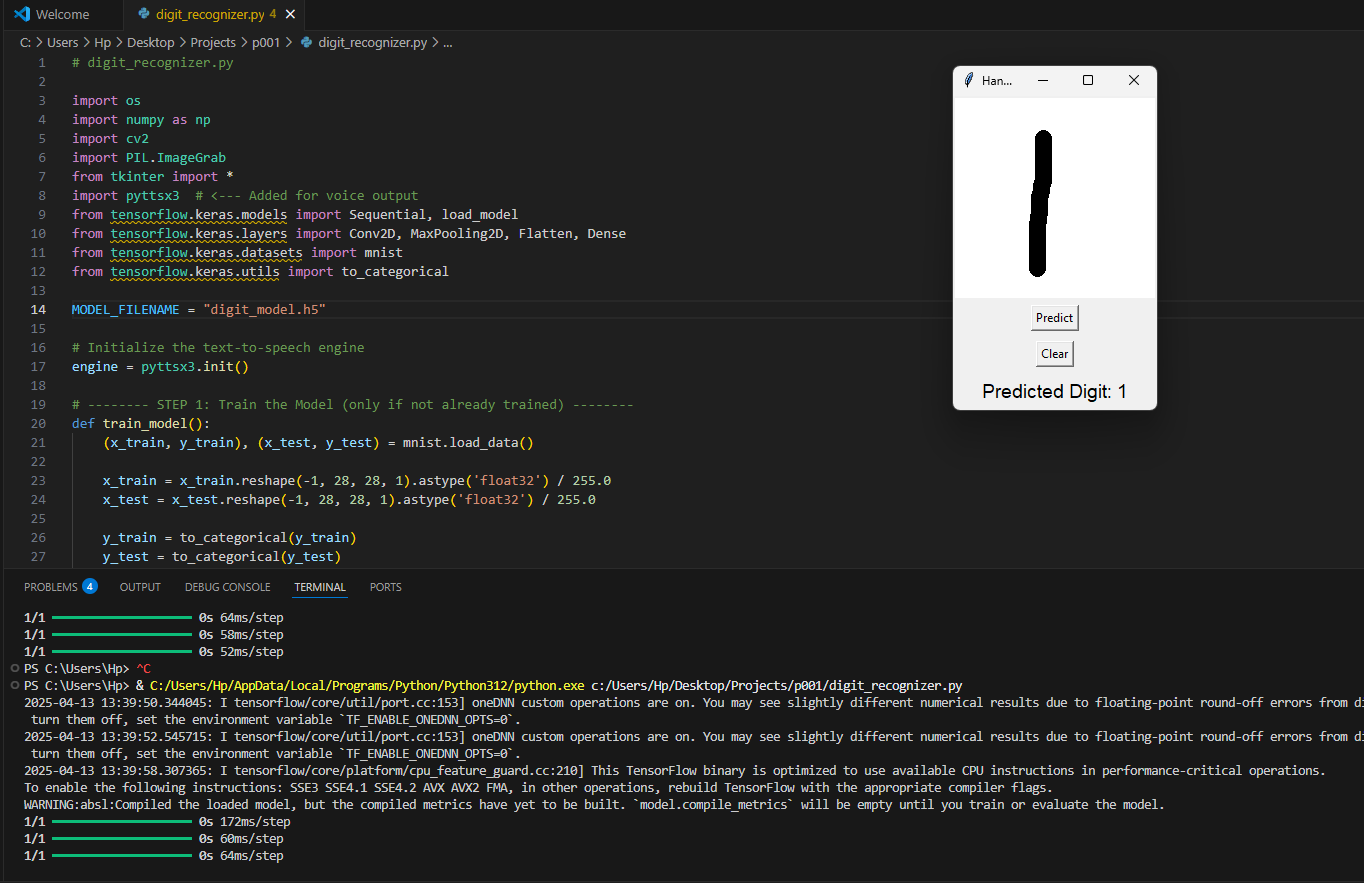 Welcome
digit_recognizer.py 4
C: > Users > Hp > Desktop > Projects > p001 > digit_recognizer.py > ...
1 # digit_recognizer.py
2
3 import os
4 import numpy as np
5 import cv2
6 import PIL.ImageGrab
7 from tkinter import *
8 import pyttsx3  # <--- Added for voice output
9 from tensorflow.keras.models import Sequential, load_model
10 from tensorflow.keras.layers import Conv2D, MaxPooling2D, Flatten, Dense
11 from tensorflow.keras.datasets import mnist
12 from tensorflow.keras.utils import to_categorical
13
14 MODEL_FILENAME = "digit_model.h5"
15
16 # Initialize the text-to-speech engine
17 engine = pyttsx3.init()
18
19 # -------- STEP 1: Train the Model (only if not already trained) --------
20 def train_model():
21     (x_train, y_train), (x_test, y_test) = mnist.load_data()
22
23     x_train = x_train.reshape(-1, 28, 28, 1).astype('float32') / 255.0
24     x_test = x_test.reshape(-1, 28, 28, 1).astype('float32') / 255.0
25
26     y_train = to_categorical(y_train)
27     y_test = to_categorical(y_test)
Han...
1
Predict
Clear
Predicted Digit: 1
PROBLEMS 4 OUTPUT DEBUG CONSOLE TERMINAL PORTS
1/1 0s 64ms/step
1/1 0s 58ms/step
1/1 0s 52ms/step
PS C:\Users\Hp> ^C
PS C:\Users\Hp> & C:/Users/Hp/AppData/Local/Programs/Python/Python312/python.exe c:/Users/Hp/Desktop/Projects/p001/digit_recognizer.py
2025-04-13 13:39:50.344045: I tensorflow/core/util/port.cc:153] oneDNN custom operations are on. You may see slightly different numerical results due to floating-point round-off errors from di
turn them off, set the environment variable `TF_ENABLE_ONEDNN_OPTS=0`.
2025-04-13 13:39:52.545715: I tensorflow/core/util/port.cc:153] oneDNN custom operations are on. You may see slightly different numerical results due to floating-point round-off errors from di
turn them off, set the environment variable `TF_ENABLE_ONEDNN_OPTS=0`.
2025-04-13 13:39:58.307365: I tensorflow/core/platform/cpu_feature_guard.cc:210] This TensorFlow binary is optimized to use available CPU instructions in performance-critical operations.
To enable the following instructions: SSE3 SSE4.1 SSE4.2 AVX AVX2 FMA, in other operations, rebuild TensorFlow with the appropriate compiler flags.
WARNING:absl:Compiled the loaded model, but the compiled metrics have yet to be built. `model.compile_metrics` will be empty until you train or evaluate the model.
1/1 0s 172ms/step
1/1 0s 60ms/step
1/1 0s 64ms/step